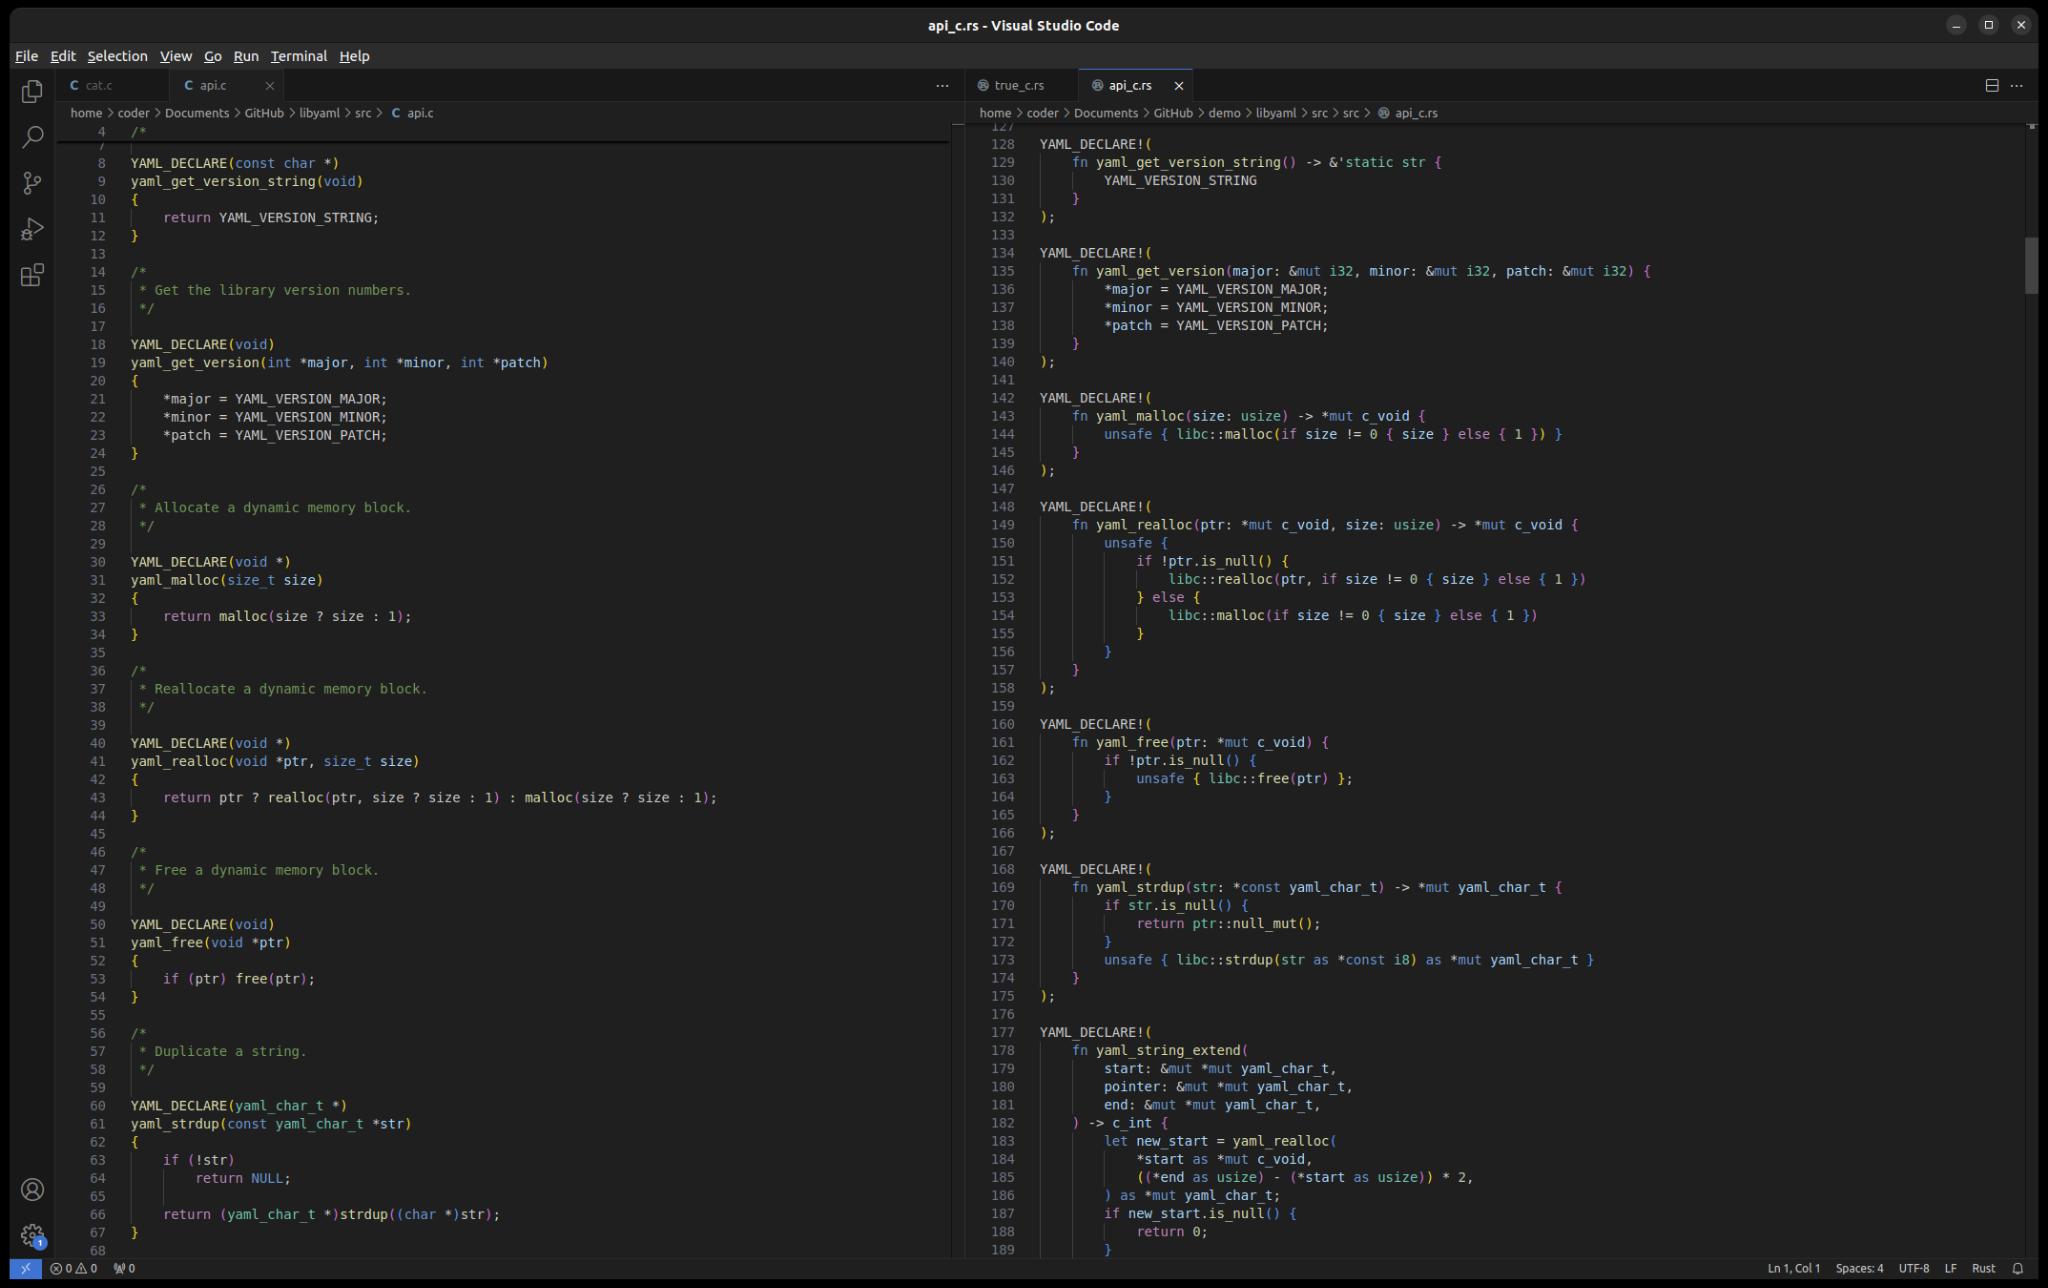 api_c.rs - Visual Studio Code
File Edit Selection View Go Run Terminal Help
C cat.c
C api.c
home > coder > Documents > GitHub > libyaml > src > C api.c
4 /*
7
8 YAML_DECLARE(const char *)
9 yaml_get_version_string(void)
10 {
11     return YAML_VERSION_STRING;
12 }
13
14 /*
15  * Get the library version numbers.
16  */
17
18 YAML_DECLARE(void)
19 yaml_get_version(int *major, int *minor, int *patch)
20 {
21     *major = YAML_VERSION_MAJOR;
22     *minor = YAML_VERSION_MINOR;
23     *patch = YAML_VERSION_PATCH;
24 }
25
26 /*
27  * Allocate a dynamic memory block.
28  */
29
30 YAML_DECLARE(void *)
31 yaml_malloc(size_t size)
32 {
33     return malloc(size ? size : 1);
34 }
35
36 /*
37  * Reallocate a dynamic memory block.
38  */
39
40 YAML_DECLARE(void *)
41 yaml_realloc(void *ptr, size_t size)
42 {
43     return ptr ? realloc(ptr, size ? size : 1) : malloc(size ? size : 1);
44 }
45
46 /*
47  * Free a dynamic memory block.
48  */
49
50 YAML_DECLARE(void)
51 yaml_free(void *ptr)
52 {
53     if (ptr) free(ptr);
54 }
55
56 /*
57  * Duplicate a string.
58  */
59
60 YAML_DECLARE(yaml_char_t *)
61 yaml_strdup(const yaml_char_t *str)
62 {
63     if (!str)
64         return NULL;
65
66     return (yaml_char_t *)strdup((char *)str);
67 }
68
true_c.rs
api_c.rs
home > coder > Documents > GitHub > demo > libyaml > src > src > api_c.rs
127
128 YAML_DECLARE!(
129     fn yaml_get_version_string() -> &'static str {
130         YAML_VERSION_STRING
131     }
132 );
133
134 YAML_DECLARE!(
135     fn yaml_get_version(major: &mut i32, minor: &mut i32, patch: &mut i32) {
136         *major = YAML_VERSION_MAJOR;
137         *minor = YAML_VERSION_MINOR;
138         *patch = YAML_VERSION_PATCH;
139     }
140 );
141
142 YAML_DECLARE!(
143     fn yaml_malloc(size: usize) -> *mut c_void {
144         unsafe { libc::malloc(if size != 0 { size } else { 1 }) }
145     }
146 );
147
148 YAML_DECLARE!(
149     fn yaml_realloc(ptr: *mut c_void, size: usize) -> *mut c_void {
150         unsafe {
151             if !ptr.is_null() {
152                 libc::realloc(ptr, if size != 0 { size } else { 1 })
153             } else {
154                 libc::malloc(if size != 0 { size } else { 1 })
155             }
156         }
157     }
158 );
159
160 YAML_DECLARE!(
161     fn yaml_free(ptr: *mut c_void) {
162         if !ptr.is_null() {
163             unsafe { libc::free(ptr) };
164         }
165     }
166 );
167
168 YAML_DECLARE!(
169     fn yaml_strdup(str: *const yaml_char_t) -> *mut yaml_char_t {
170         if str.is_null() {
171             return ptr::null_mut();
172         }
173         unsafe { libc::strdup(str as *const i8) as *mut yaml_char_t }
174     }
175 );
176
177 YAML_DECLARE!(
178     fn yaml_string_extend(
179         start: &mut *mut yaml_char_t,
180         pointer: &mut *mut yaml_char_t,
181         end: &mut *mut yaml_char_t,
182     ) -> c_int {
183         let new_start = yaml_realloc(
184             *start as *mut c_void,
185             ((*end as usize) - (*start as usize)) * 2,
186         ) as *mut yaml_char_t;
187         if new_start.is_null() {
188             return 0;
189         }
1
0 0 0
Ln 1, Col 1 Spaces: 4 UTF-8 LF Rust